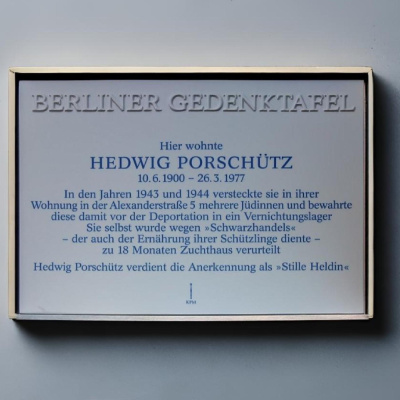 BERLINER GEDENKTAFEL
Hier wohnte
HEDWIG PORSCHÜTZ
10. 6. 1900 – 26. 3. 1977
In den Jahren 1943 und 1944 versteckte sie in ihrer
Wohnung in der Alexanderstraße 5 mehrere Jüdinnen und bewahrte
diese damit vor der Deportation in ein Vernichtungslager
Sie selbst wurde wegen »Schwarzhandels«
– der auch der Ernährung ihrer Schützlinge diente –
zu 18 Monaten Zuchthaus verurteilt
Hedwig Porschütz verdient die Anerkennung als »Stille Heldin«
KPM